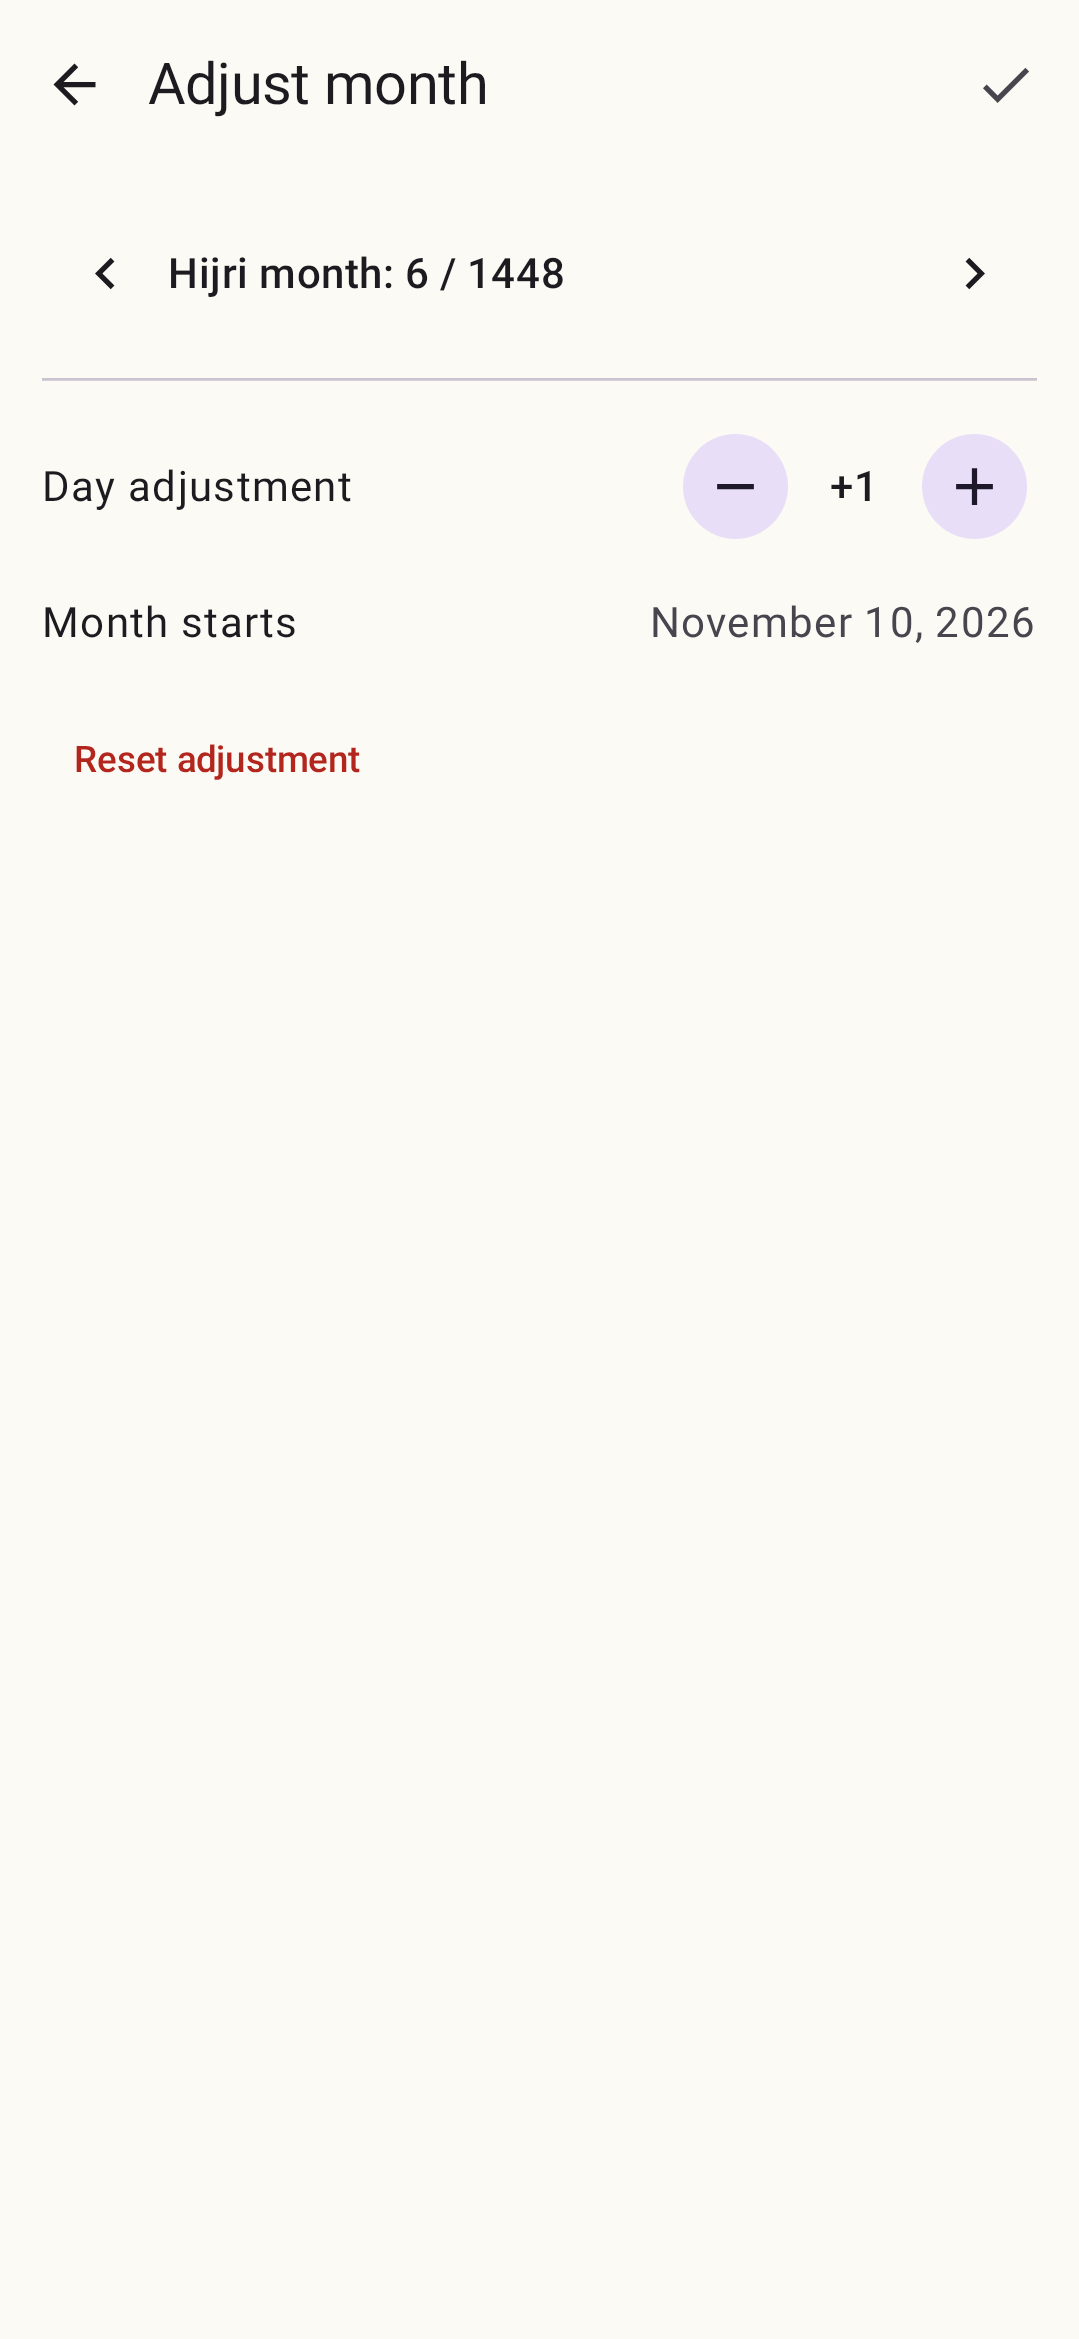 Adjust month
Hijri month: 6 / 1448
Day adjustment +1
Month starts November 10, 2026
Reset adjustment